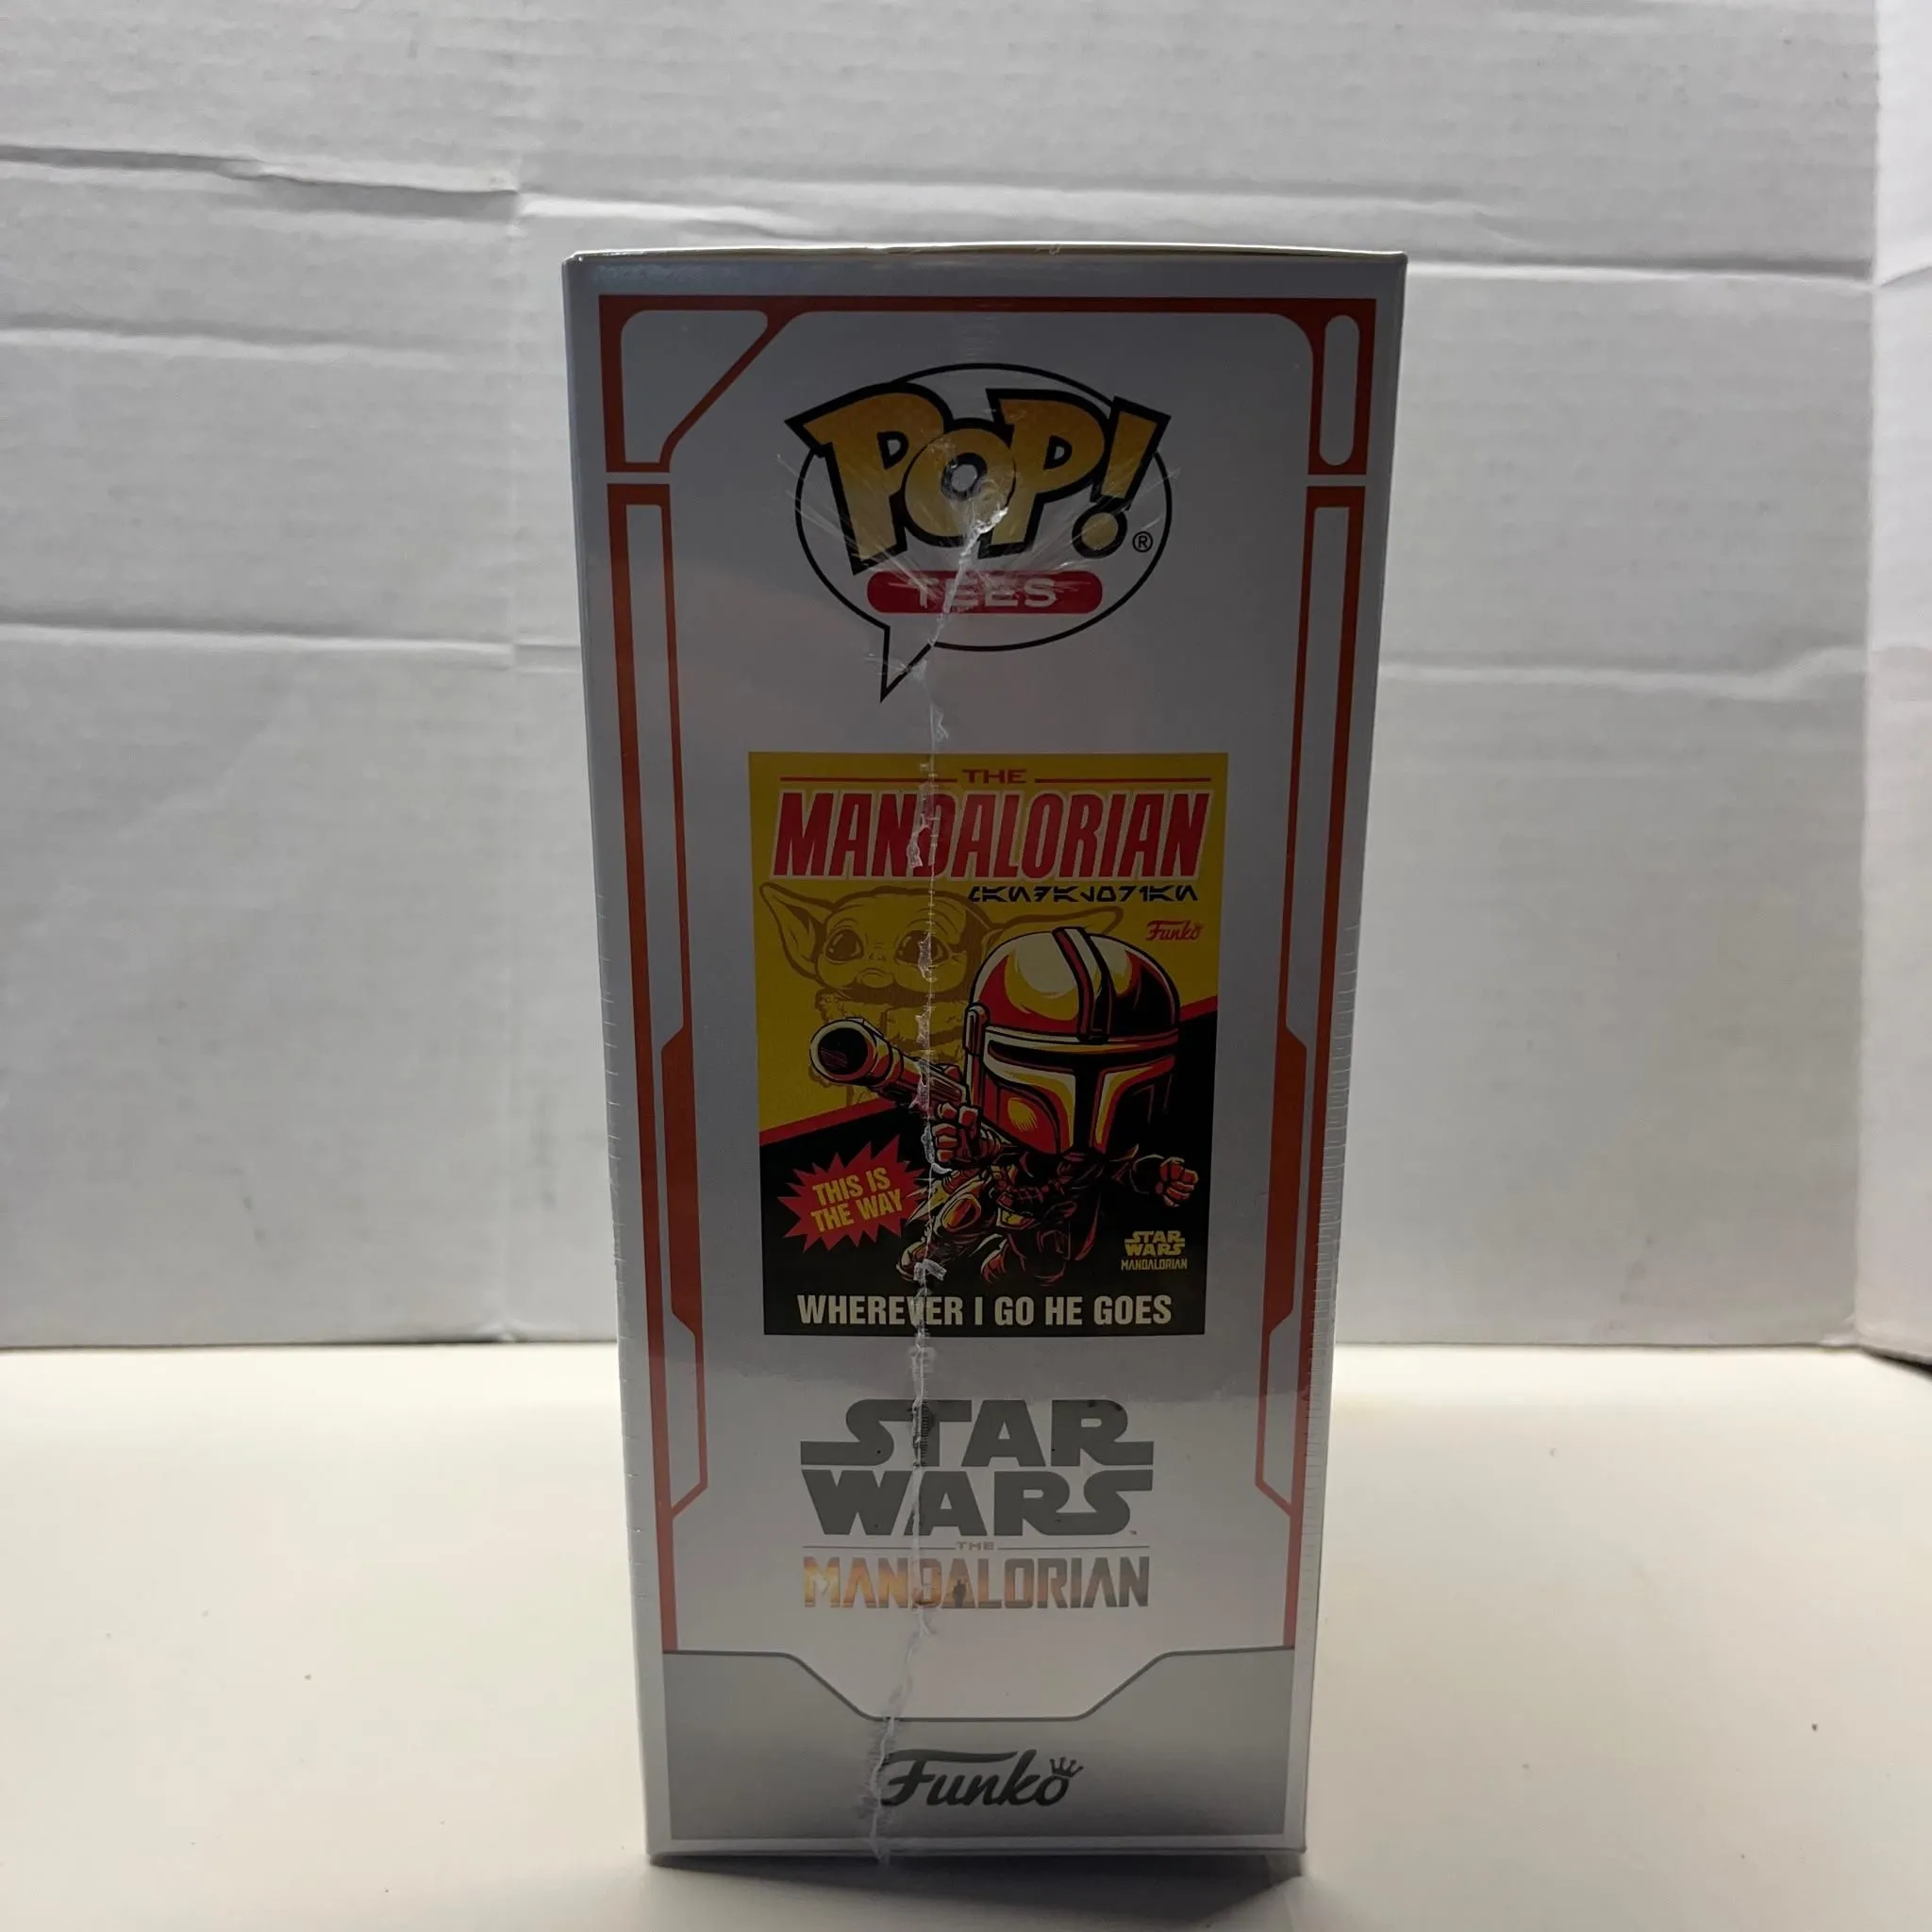 POP!®
TEES
THE
MANDALORIAN
Funko
THIS IS
THE WAY
STAR
WARS
MANDALORIAN
WHEREVER I GO HE GOES
STAR
WARS
THE
MANDALORIAN
Funko